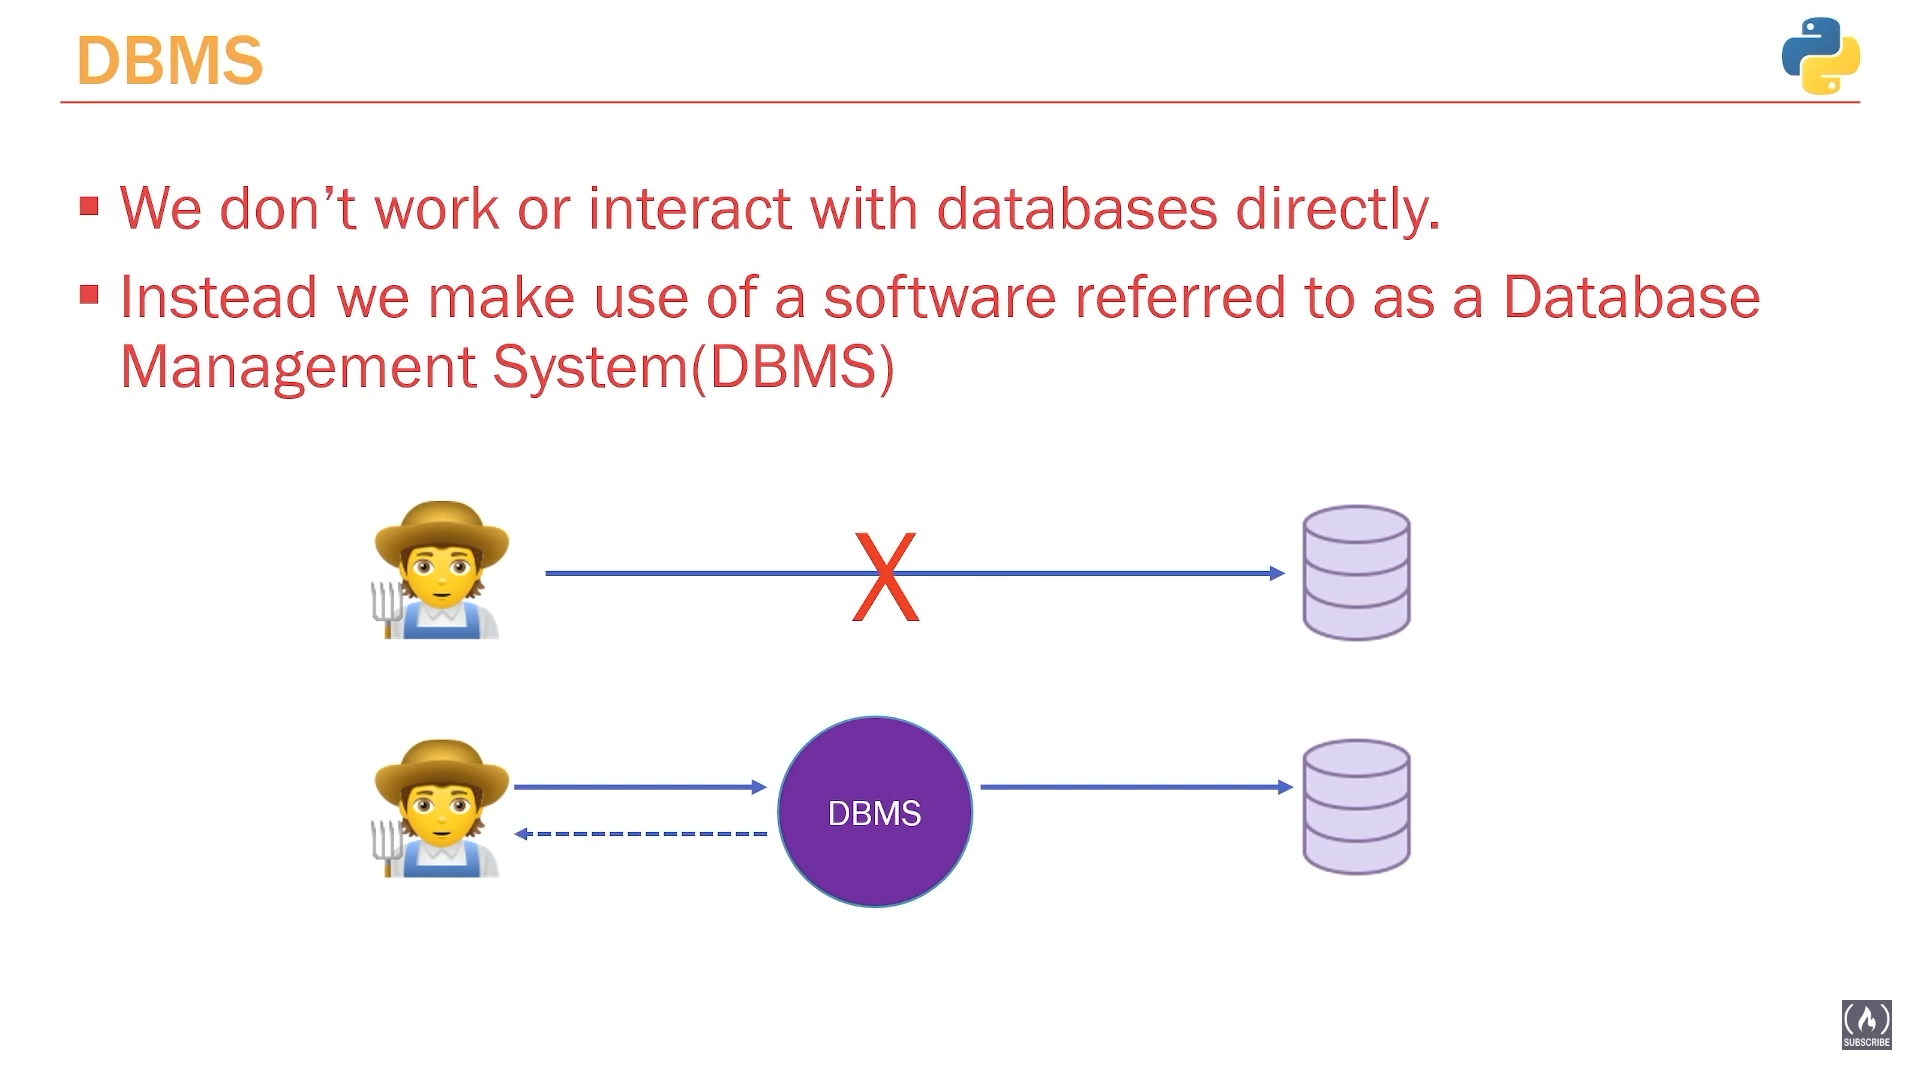 DBMS
We don’t work or interact with databases directly.
Instead we make use of a software referred to as a Database
Management System(DBMS)
X
DBMS
SUBSCRIBE